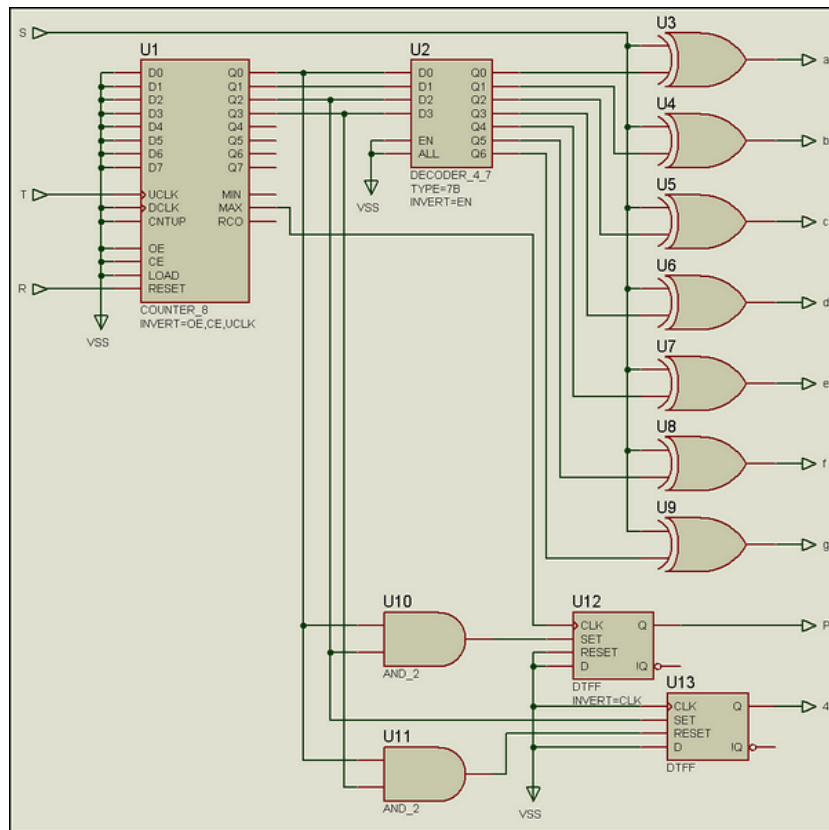 S
U1
D0 Q0
D1 Q1
D2 Q2
D3 Q3
D4 Q4
D5 Q5
D6 Q6
D7 Q7
T
UCLK MIN
DCLK MAX
CNTUP RCO
OE
CE
LOAD
R
RESET
COUNTER_8
INVERT=OE,CE,UCLK
VSS
U2
D0 Q0
D1 Q1
D2 Q2
D3 Q3
Q4
EN Q5
ALL Q6
DECODER_4_7
TYPE=7B
INVERT=EN
VSS
U3
a
U4
b
U5
c
U6
d
U7
e
U8
f
U9
g
U10
AND_2
U12
CLK Q
SET
RESET
D !Q
DTFF
INVERT=CLK
P
U13
CLK Q
SET
RESET
D !Q
DTFF
4
U11
AND_2
VSS